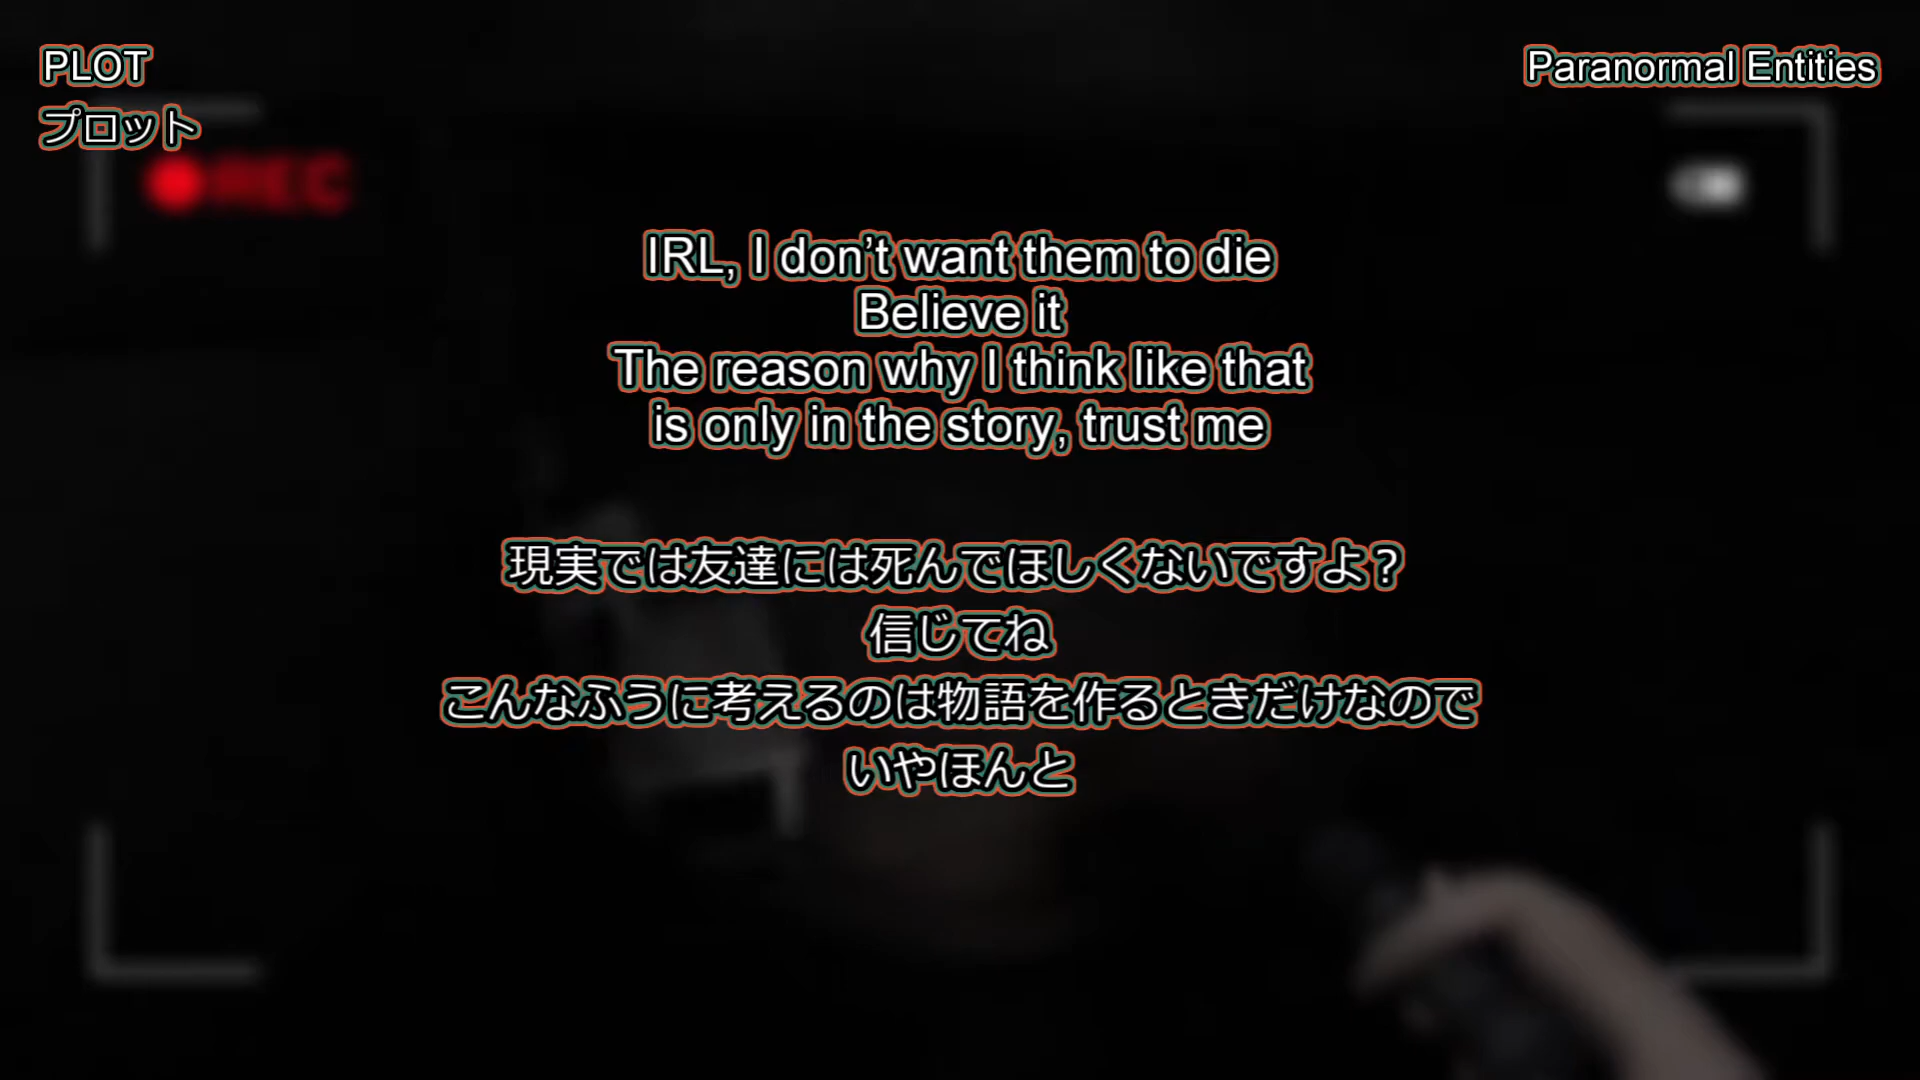 PLOT
プロット
Paranormal Entities
REC
IRL, I don't want them to die
Believe it
The reason why I think like that
is only in the story, trust me
現実では友達には死んでほしくないですよ？
信じてね
こんなふうに考えるのは物語を作るときだけなので
いやほんと